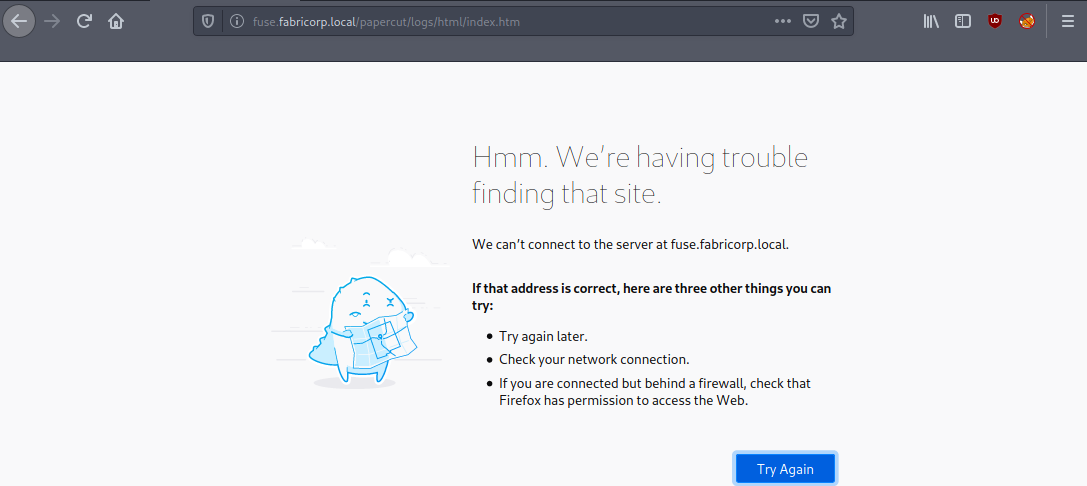 fuse.fabricorp.local/papercut/logs/html/index.htm
Hmm. We're having trouble
finding that site.
We can't connect to the server at fuse.fabricorp.local.
If that address is correct, here are three other things you can
try:
Try again later.
Check your network connection.
If you are connected but behind a firewall, check that
Firefox has permission to access the Web.
Try Again